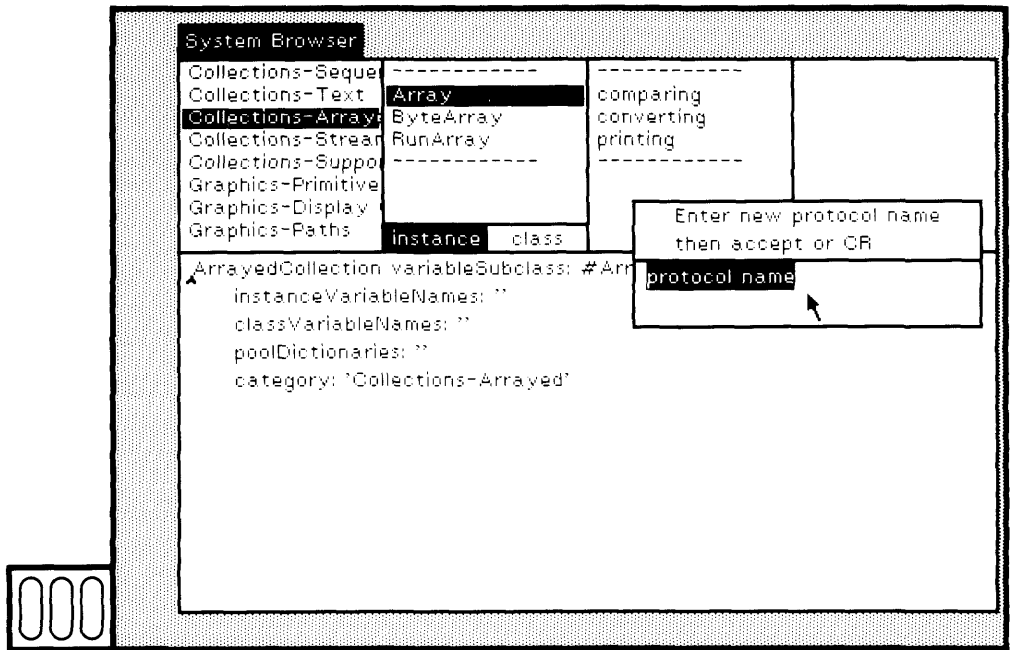 System Browser
Collections-Seque
Collections-Text
Collections-Array
Collections-Strear
Collections-Suppo
Graphics-Primitive
Graphics-Display
Graphics-Paths
------------
Array
ByteArray
RunArray
------------
instance class
------------
comparing
converting
printing
------------
Enter new protocol name
then accept or CR
protocol name
ArrayedCollection variableSubclass: #Arr
instanceVariableNames: ''
classVariableNames: ''
poolDictionaries: ''
category: 'Collections-Arrayed'